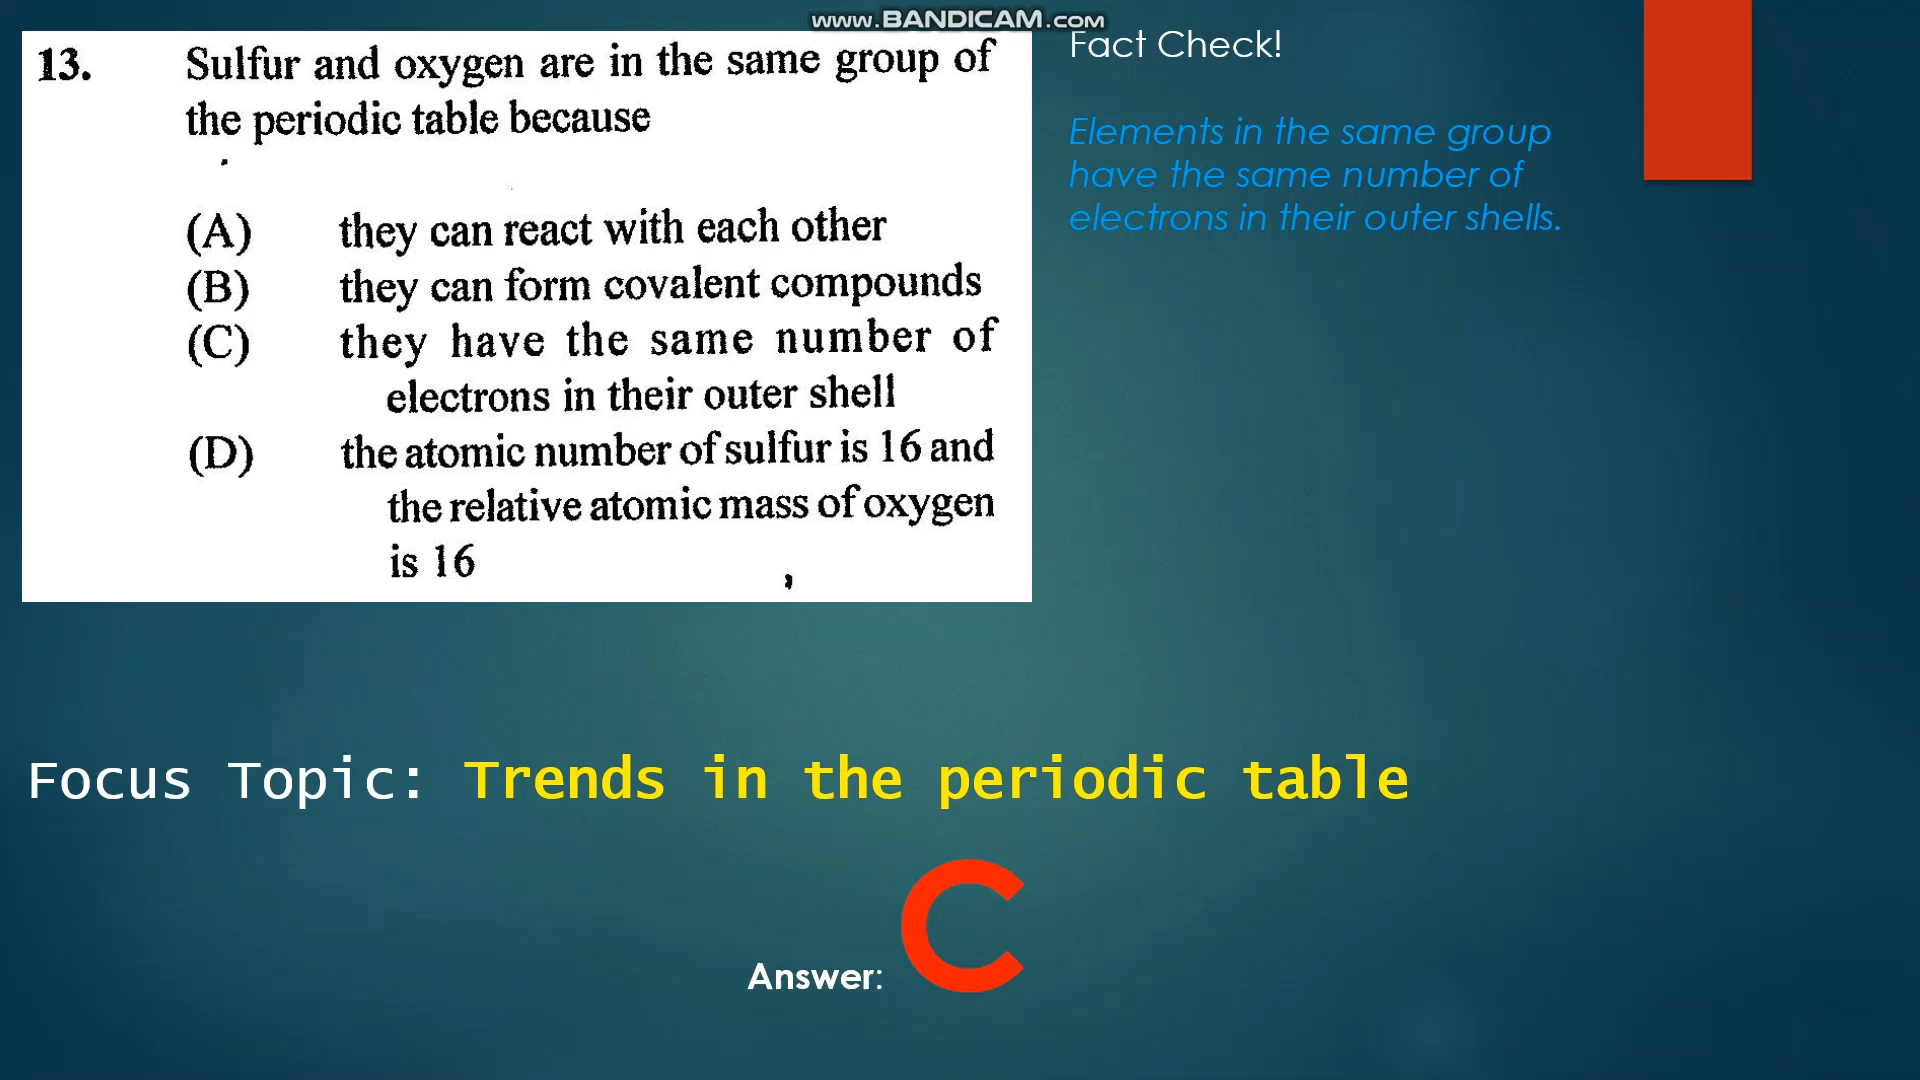 www.BANDICAM.com
13. Sulfur and oxygen are in the same group of
the periodic table because
(A) they can react with each other
(B) they can form covalent compounds
(C) they have the same number of
electrons in their outer shell
(D) the atomic number of sulfur is 16 and
the relative atomic mass of oxygen
is 16
Fact Check!
Elements in the same group
have the same number of
electrons in their outer shells.
Focus Topic: Trends in the periodic table
Answer: C